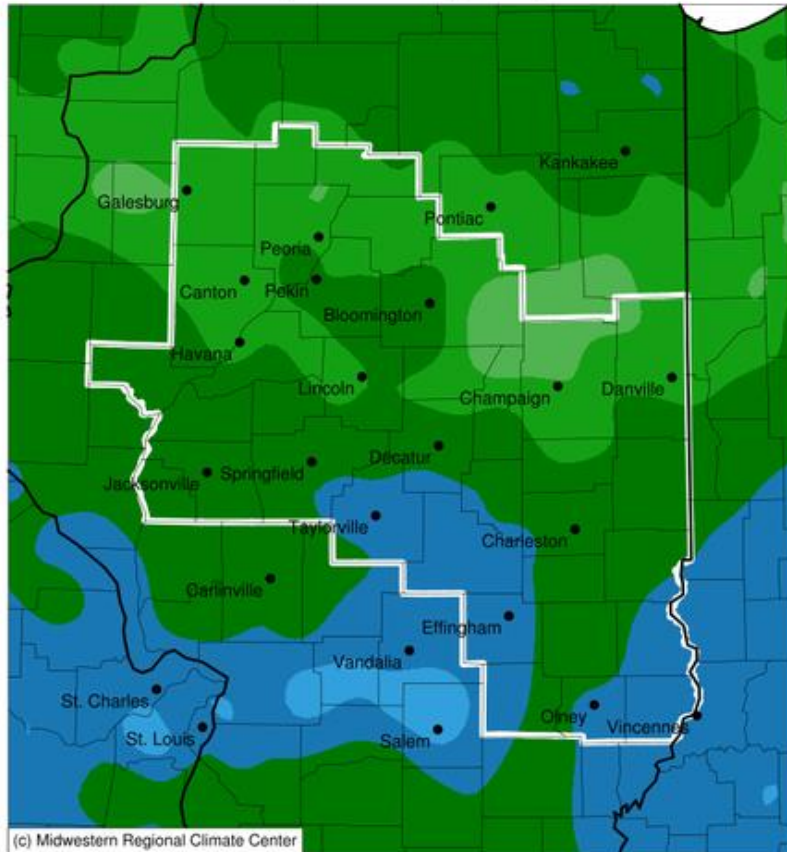 Kankakee
Galesburg
Pontiac
Peoria
Canton
Pekin
Bloomington
Havana
Lincoln
Champaign
Danville
Decatur
Jacksonville
Springfield
Taylorville
Charleston
Carlinville
Effingham
Vandalia
St. Charles
Olney
Vincennes
St. Louis
Salem
(c) Midwestern Regional Climate Center